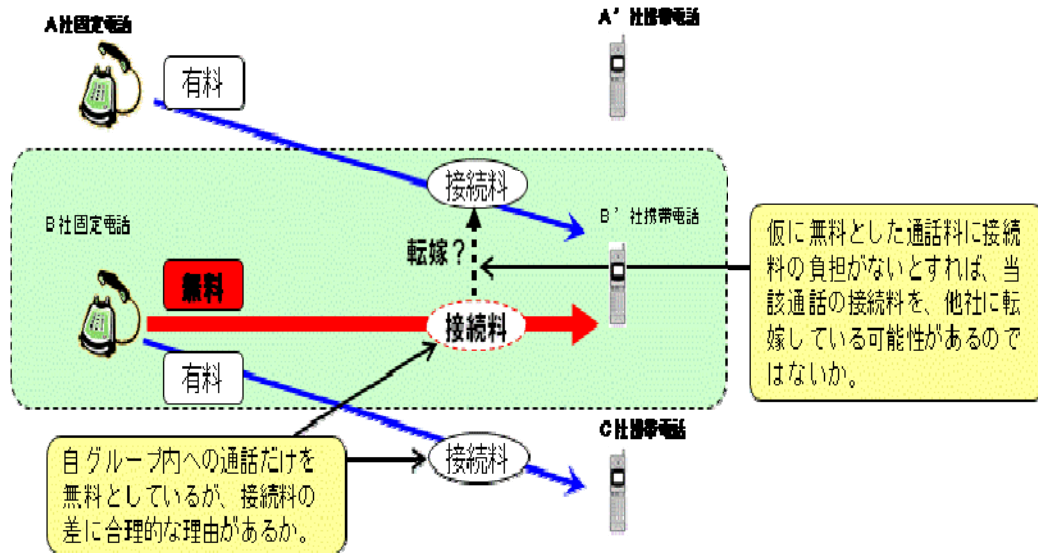 A社固定電話
A’社携帯電話
有料
接続料
B社固定電話
B’社携帯電話
転嫁？
無料
接続料
有料
仮に無料とした通話料に接続
料の負担がないとすれば、当
該通話の接続料を、他社に転
嫁している可能性があるので
はないか。
C社携帯電話
接続料
自グループ内への通話だけを
無料としているが、接続料の
差に合理的な理由があるか。